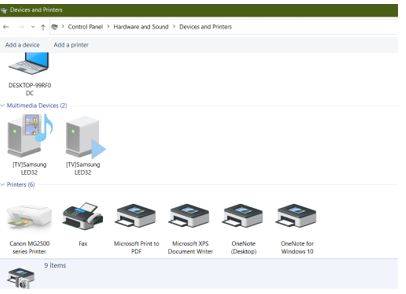 Devices and Printers
Control Panel > Hardware and Sound > Devices and Printers
Add a device Add a printer
DESKTOP-99RF0
DC
Multimedia Devices (2)
[TV]Samsung
LED32
[TV]Samsung
LED32
Printers (6)
Canon MG2500
series Printer
Fax
Microsoft Print to
PDF
Microsoft XPS
Document Writer
OneNote
(Desktop)
OneNote for
Windows 10
9 items